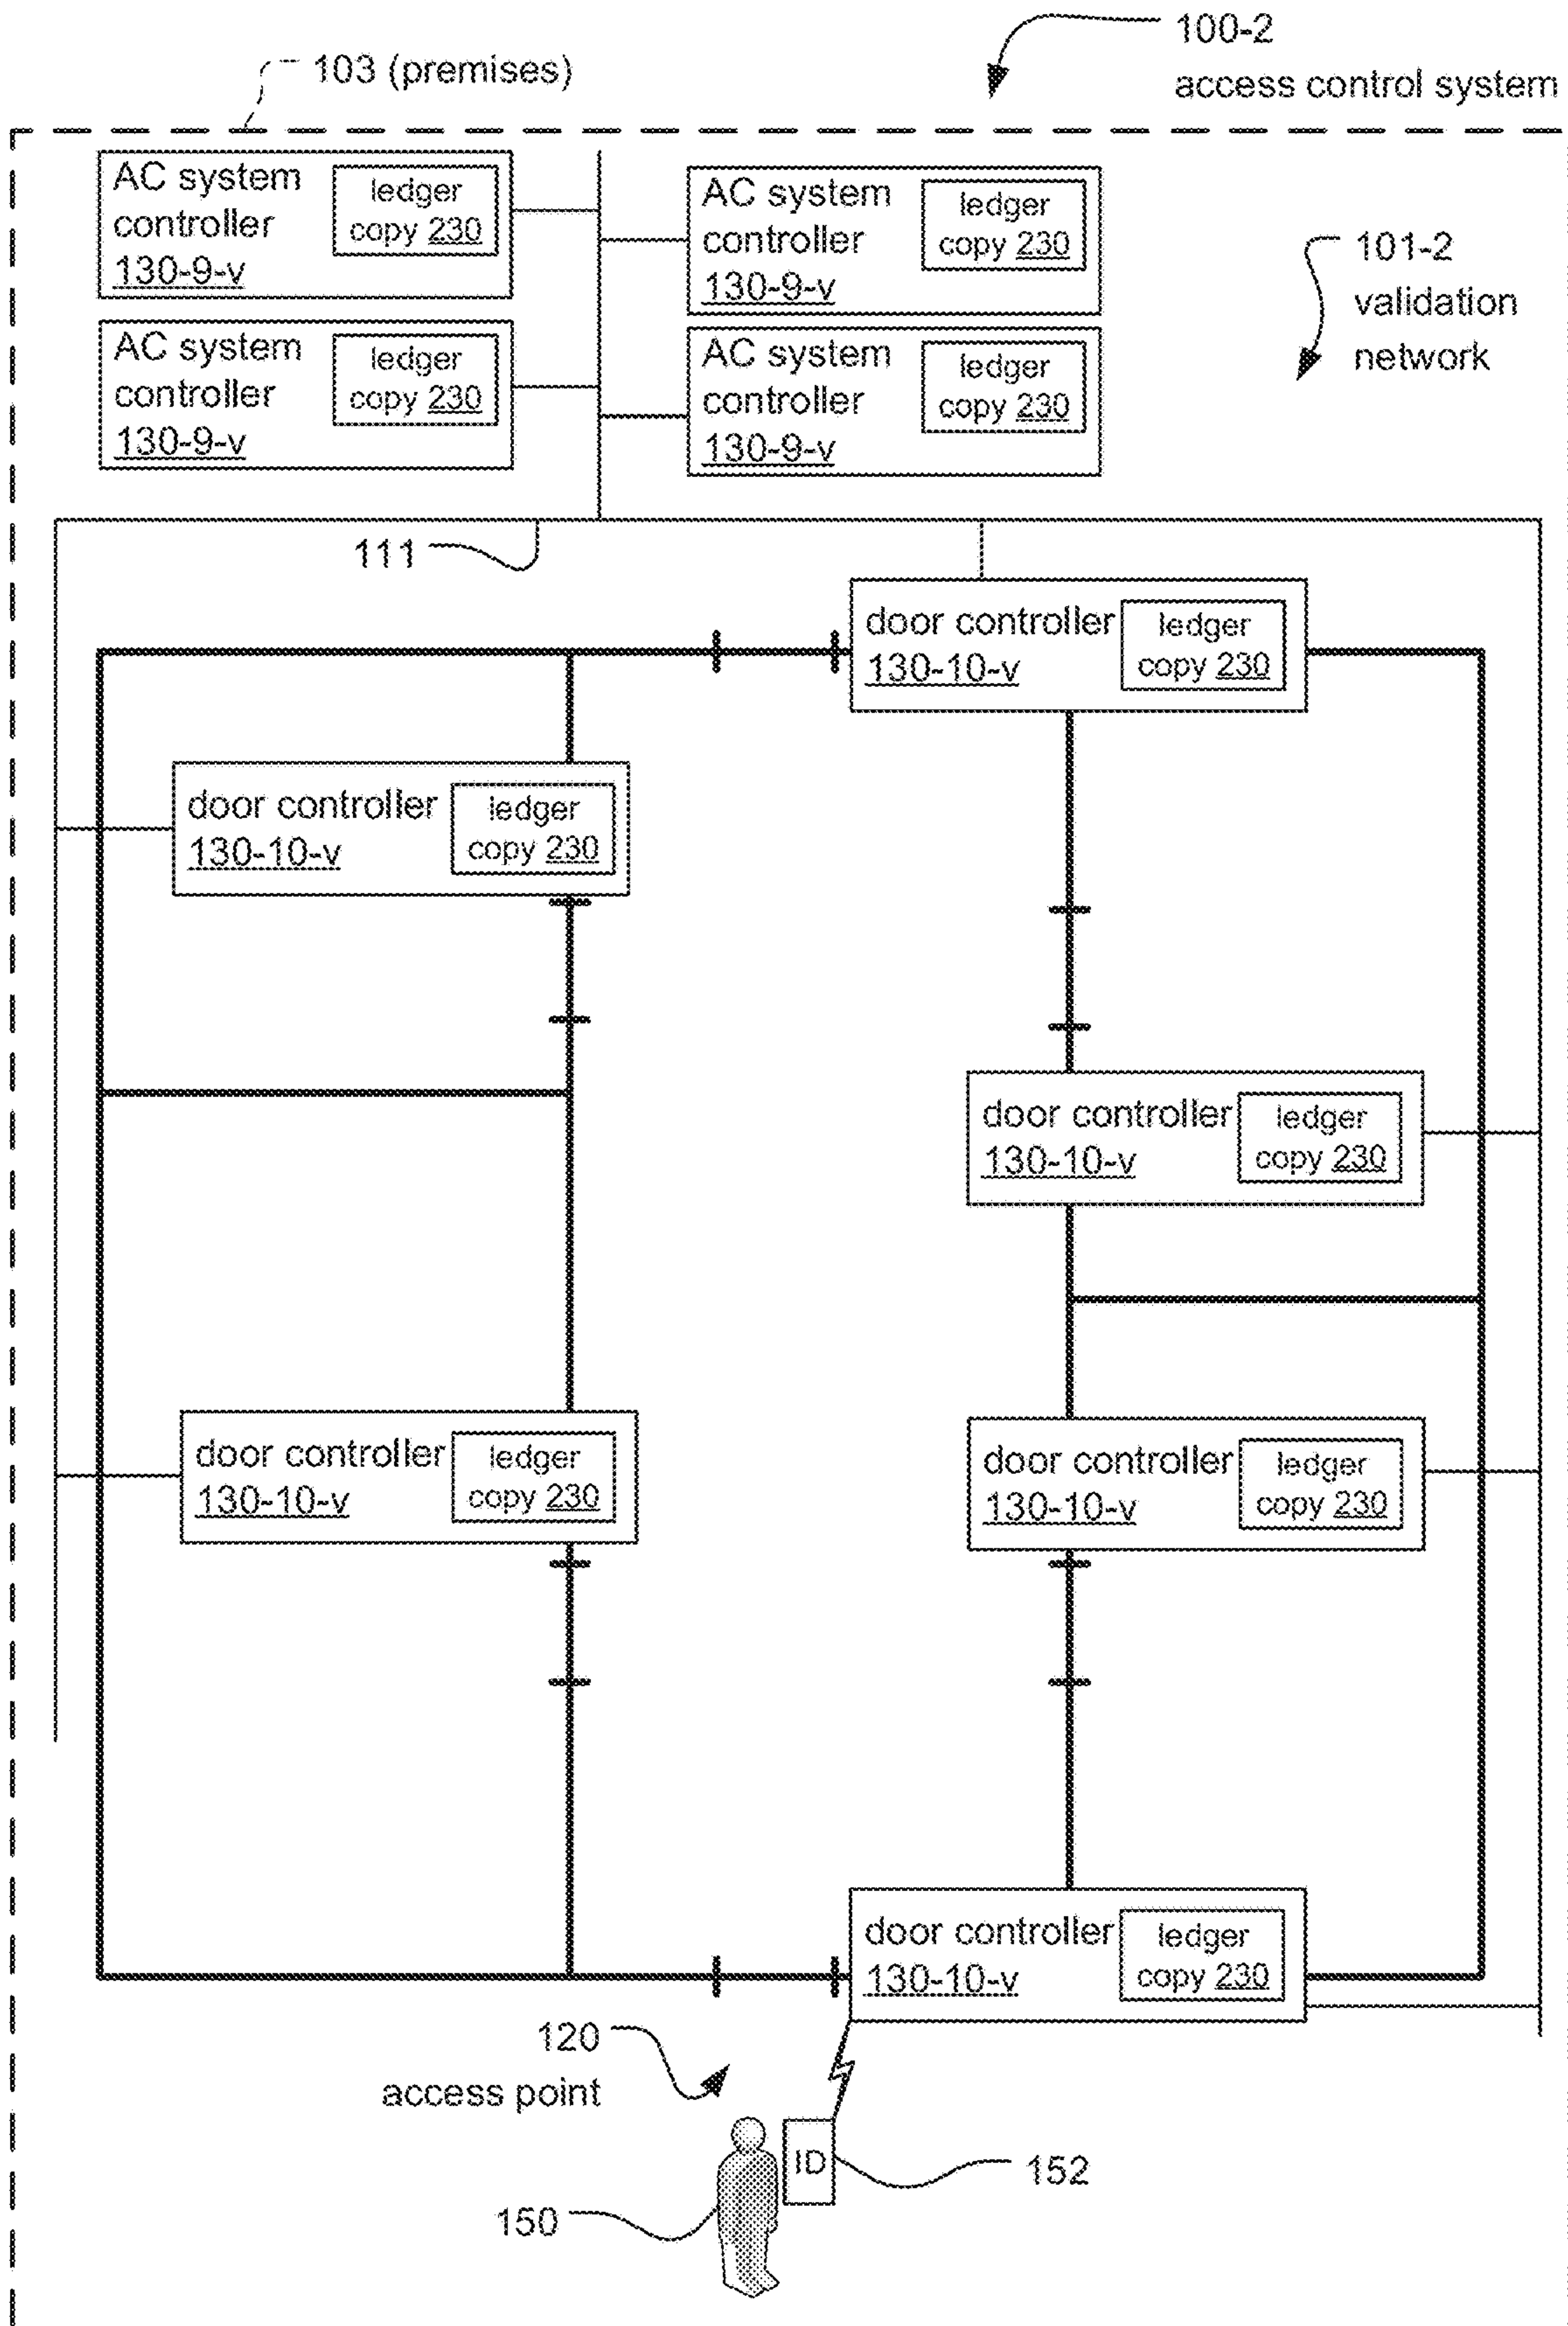 100-2
access control system
103 (premises)
AC system
controller
130-9-v
ledger
copy 230
AC system
controller
130-9-v
ledger
copy 230
101-2
validation
network
AC system
controller
130-9-v
ledger
copy 230
AC system
controller
130-9-v
ledger
copy 230
111
door controller
130-10-v
ledger
copy 230
door controller
130-10-v
ledger
copy 230
door controller
130-10-v
ledger
copy 230
door controller
130-10-v
ledger
copy 230
door controller
130-10-v
ledger
copy 230
door controller
130-10-v
ledger
copy 230
120
access point
ID
152
150